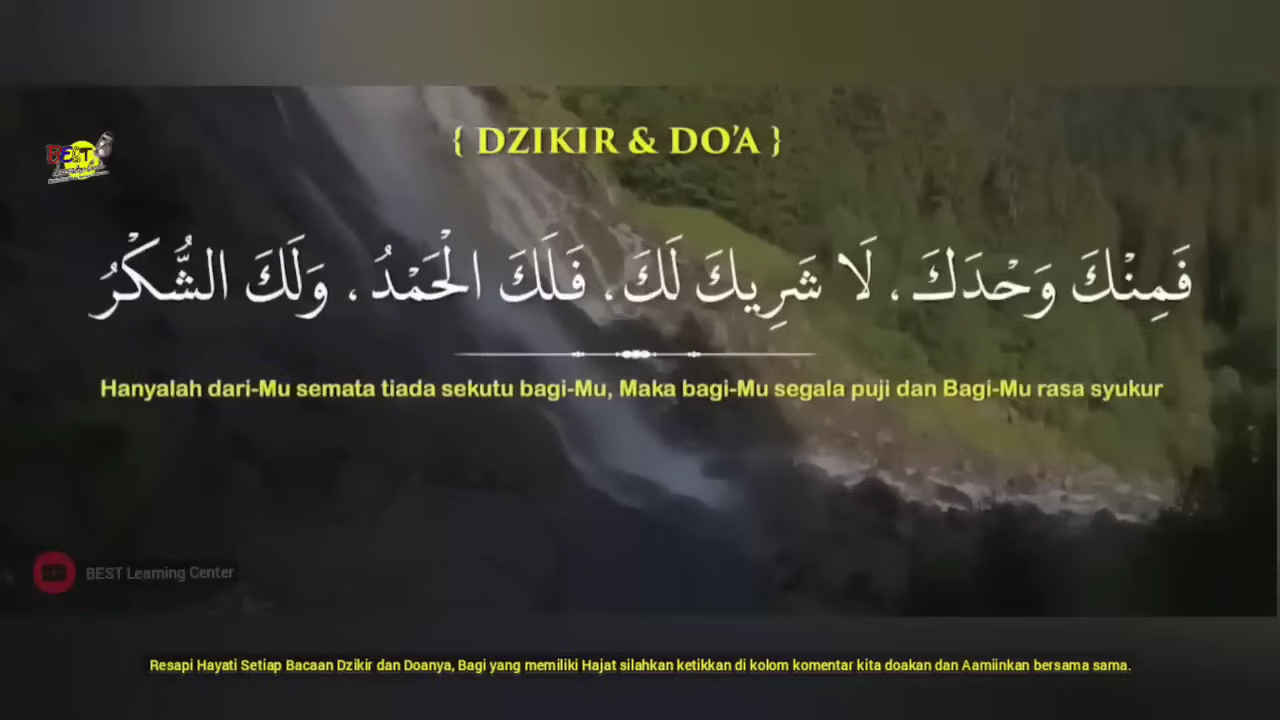 { DZIKIR & DO'A }
BEST
فَمِنْكَ وَحْدَكَ، لَا شَرِيكَ لَكَ، فَلَكَ الْحَمْدُ، وَلَكَ الشُّكْرُ
Hanyalah dari-Mu semata tiada sekutu bagi-Mu, Maka bagi-Mu segala puji dan Bagi-Mu rasa syukur
BEST Learning Center
Resapi Hayati Setiap Bacaan Dzikir dan Doanya, Bagi yang memiliki Hajat silahkan ketikkan di kolom komentar kita doakan dan Aamiinkan bersama sama.